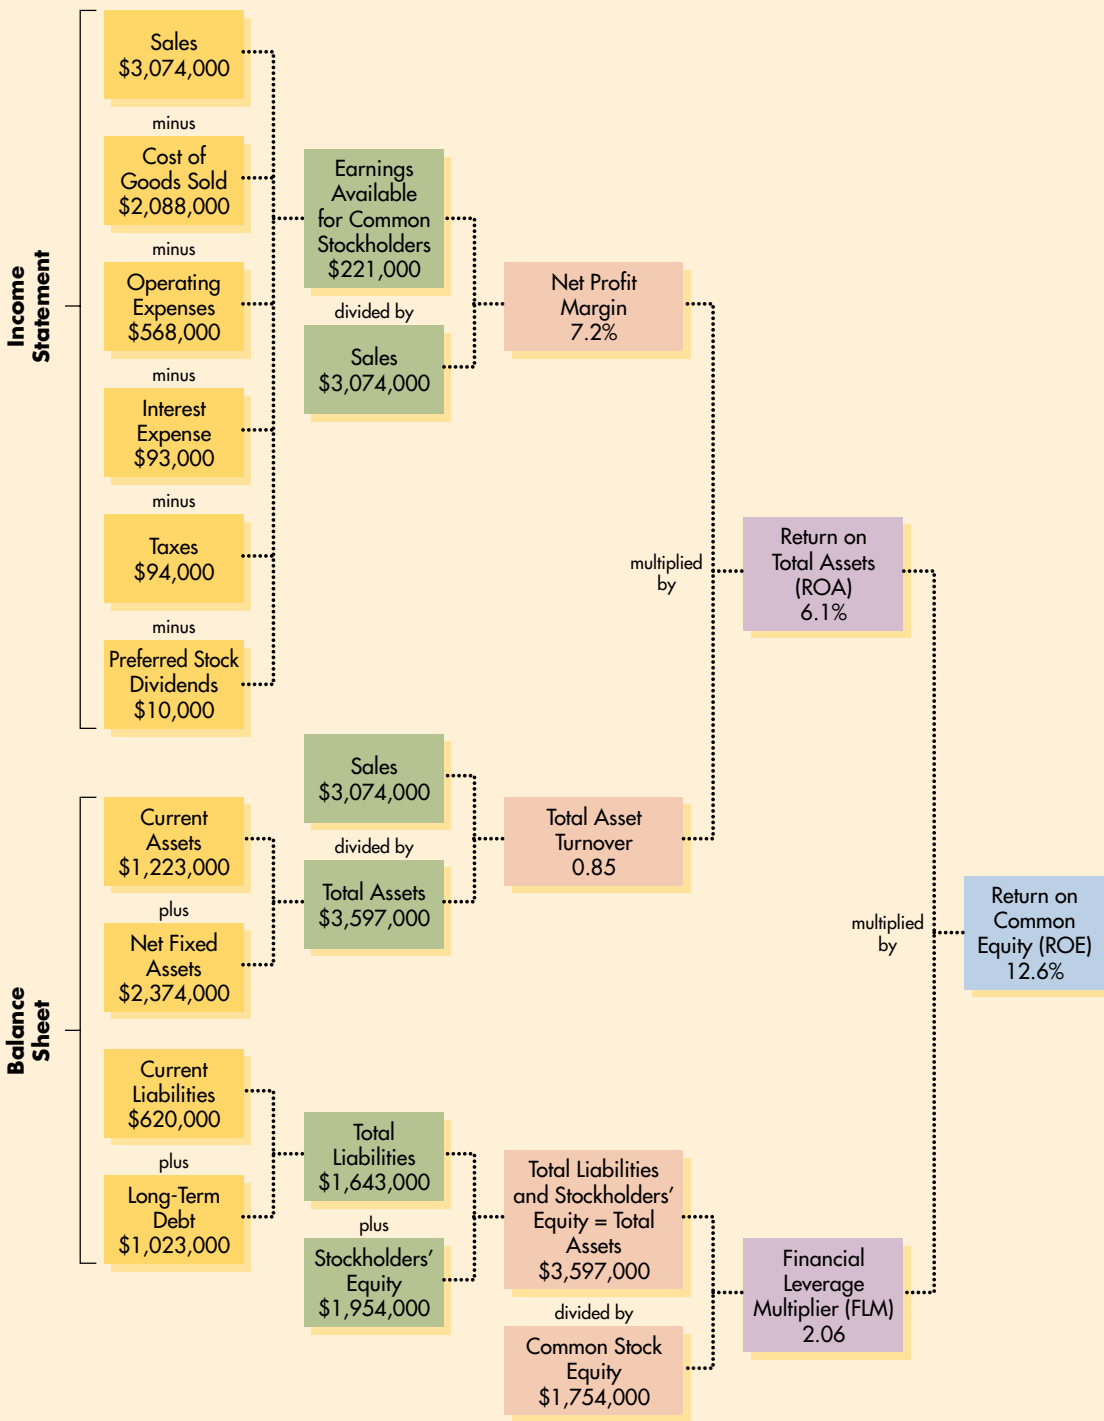 Income
Statement
Sales
$3,074,000
minus
Cost of
Goods Sold
$2,088,000
minus
Operating
Expenses
$568,000
minus
Interest
Expense
$93,000
minus
Taxes
$94,000
minus
Preferred Stock
Dividends
$10,000
Earnings
Available
for Common
Stockholders
$221,000
divided by
Sales
$3,074,000
Net Profit
Margin
7.2%
multiplied
by
Return on
Total Assets
(ROA)
6.1%
Balance
Sheet
Current
Assets
$1,223,000
plus
Net Fixed
Assets
$2,374,000
Sales
$3,074,000
divided by
Total Assets
$3,597,000
Total Asset
Turnover
0.85
multiplied
by
Return on
Common
Equity (ROE)
12.6%
Current
Liabilities
$620,000
plus
Long-Term
Debt
$1,023,000
Total
Liabilities
$1,643,000
plus
Stockholders’
Equity
$1,954,000
Total Liabilities
and Stockholders’
Equity = Total
Assets
$3,597,000
divided by
Common Stock
Equity
$1,754,000
Financial
Leverage
Multiplier (FLM)
2.06